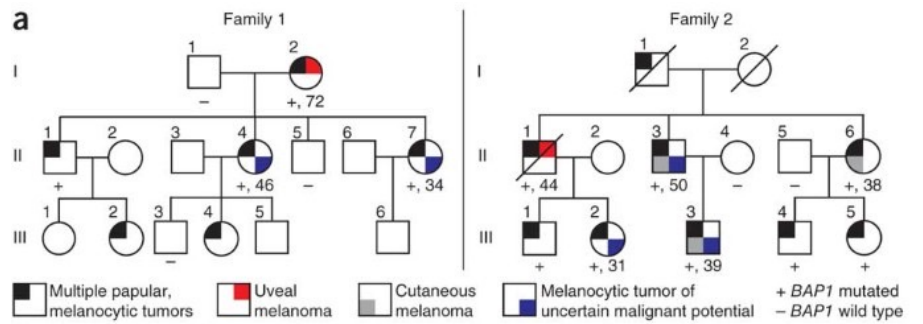 a
Family 1
Family 2
1 2
I
− +, 72
1 2 3 4 5 6 7
II
+ +, 46 − +, 34
1 2 3 4 5 6
III
−
1 2
I
1 2 3 4 5 6
II
+, 44 +, 50 − − +, 38
1 2 3 4 5
III
+ +, 31 +, 39 + +
Multiple papular,
melanocytic tumors
Uveal
melanoma
Cutaneous
melanoma
Melanocytic tumor of
uncertain malignant potential
+ BAP1 mutated
− BAP1 wild type